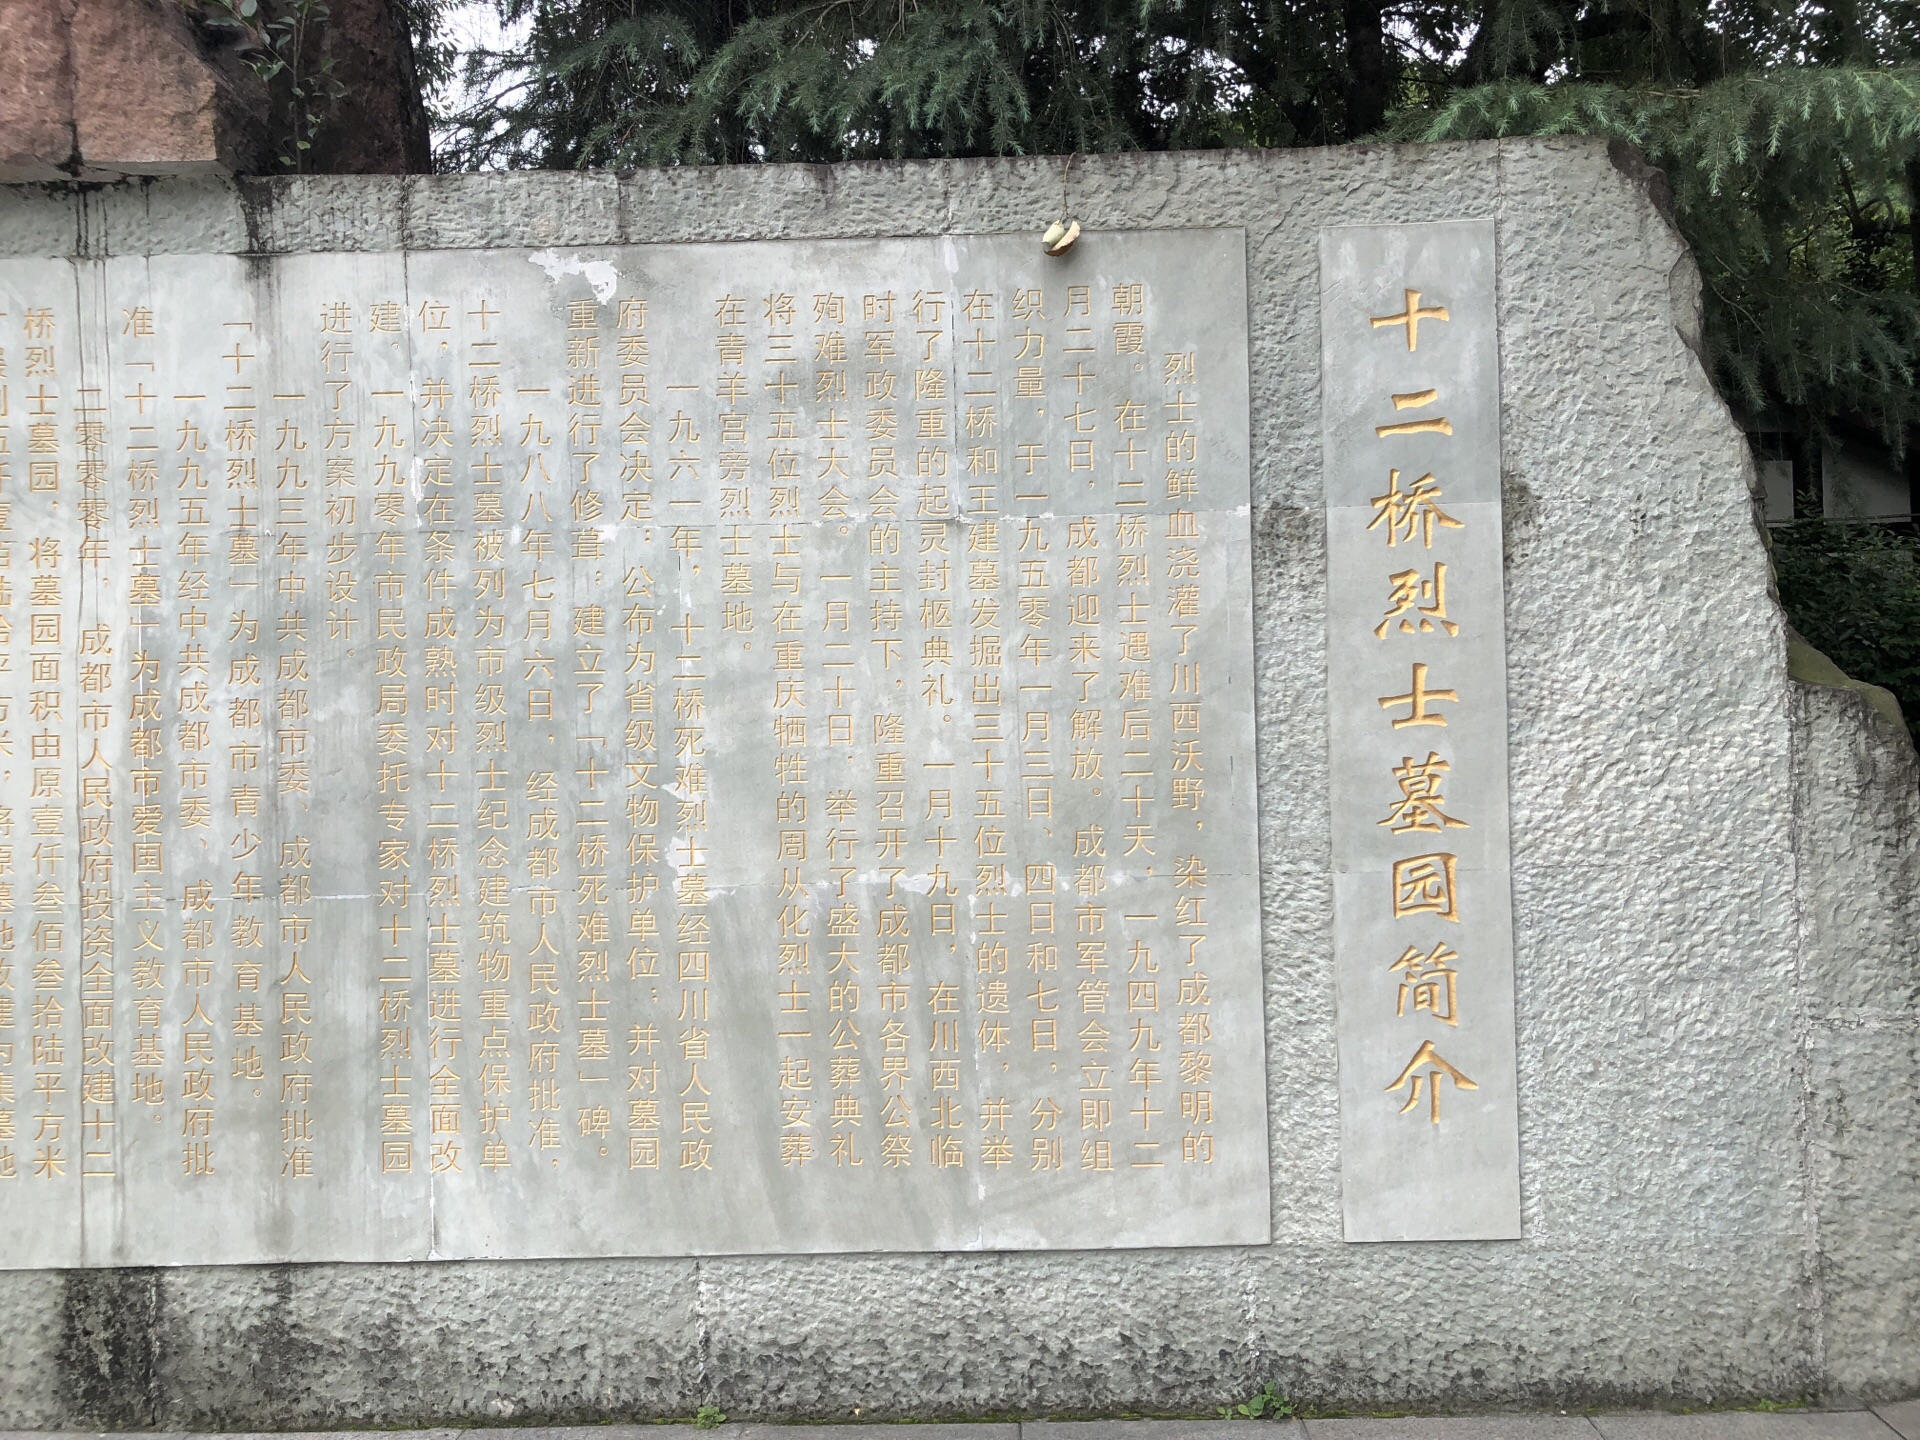 十二桥烈士墓园简介
烈士的鲜血浇灌了川西沃野，染红了成都黎明的
朝霞。在十二桥烈士遇难后二十天，一九四九年十二
月二十七日，成都迎来了解放。成都市军管会立即组
织力量，于一九五零年一月三日、四日和七日，分别
在十二桥和王建墓发掘出三十五位烈士的遗体，并举
行了隆重的起灵封柩典礼。一月十九日，在川西北临
时军政委员会的主持下，隆重召开了成都市各界公祭
殉难烈士大会。一月二十日，举行了盛大的公葬典礼
将三十五位烈士与在重庆牺牲的周从化烈士一起安葬
在青羊宫旁烈士墓地。
一九六一年，十二桥死难烈士墓经四川省人民政
府委员会决定：公布为省级文物保护单位；并对墓园
重新进行了修葺；建立了「十二桥死难烈士墓」碑。
一九八八年七月六日，经成都市人民政府批准，
十二桥烈士墓被列为市级烈士纪念建筑物重点保护单
位，并决定在条件成熟时对十二桥烈士墓进行全面改
建。一九九零年市民政局委托专家对十二桥烈士墓园
进行了方案初步设计。
一九九三年中共成都市委、成都市人民政府批准
「十二桥烈士墓」为成都市青少年教育基地。
一九九五年经中共成都市委、成都市人民政府批
准「十二桥烈士墓」为成都市爱国主义教育基地。
二零零零年，成都市人民政府投资全面改建十二
桥烈士墓园，将墓园面积由原壹仟叁佰叁拾陆平方米